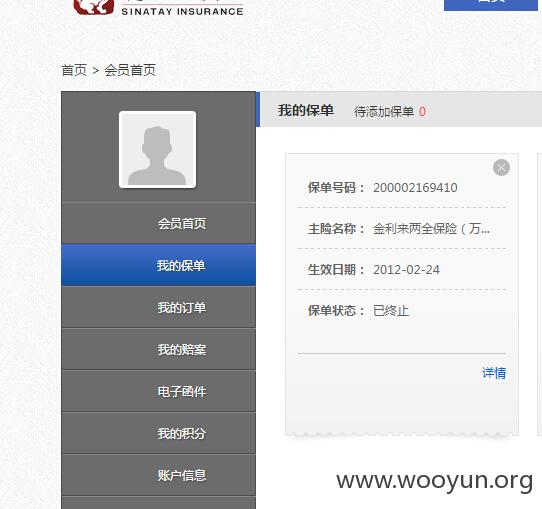 SINATAY INSURANCE
首页 > 会员首页
我的保单 待添加保单 0
会员首页
我的保单
我的订单
我的赔案
电子函件
我的积分
账户信息
保单号码： 200002169410
主险名称： 金利来两全保险（万...
生效日期： 2012-02-24
保单状态： 已终止
详情
www.wooyun.org